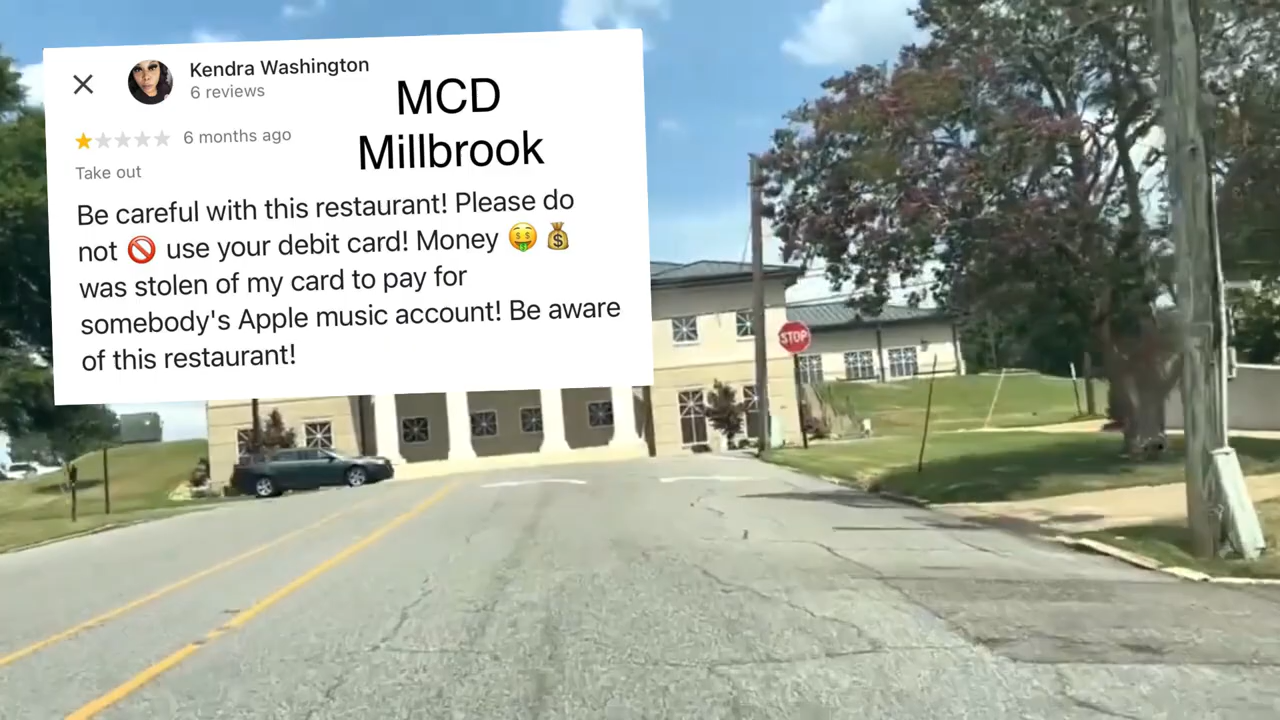 Kendra Washington
6 reviews
MCD
Millbrook
6 months ago
Take out
Be careful with this restaurant! Please do
not 🚫 use your debit card! Money 🤑 💰
was stolen of my card to pay for
somebody's Apple music account! Be aware
of this restaurant!
STOP